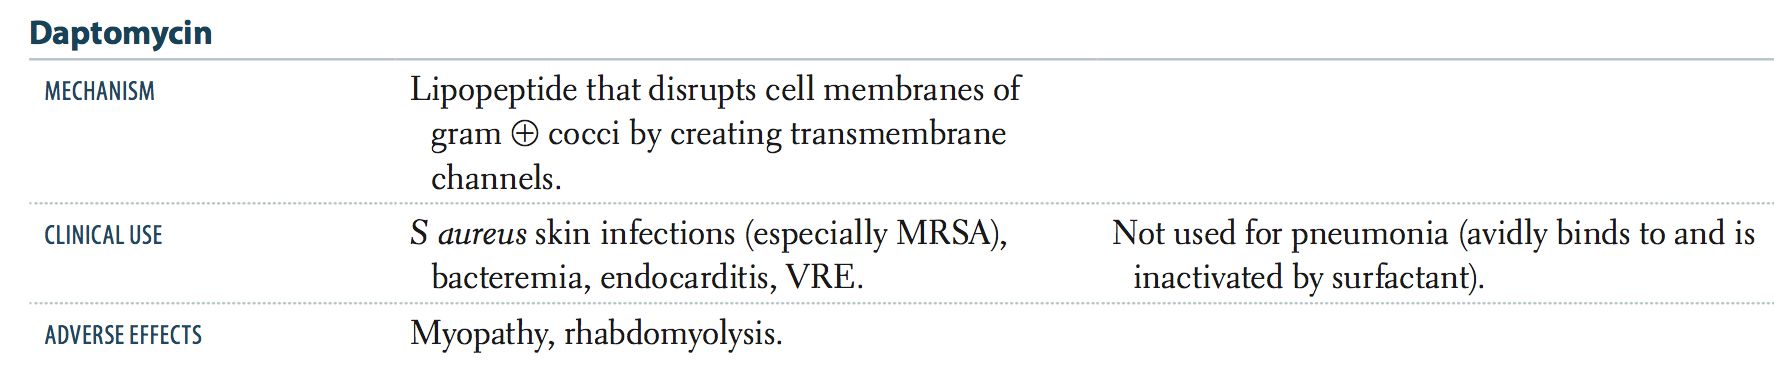 Daptomycin
MECHANISM
Lipopeptide that disrupts cell membranes of
gram ⊕ cocci by creating transmembrane
channels.
CLINICAL USE
S aureus skin infections (especially MRSA),
bacteremia, endocarditis, VRE.
Not used for pneumonia (avidly binds to and is
inactivated by surfactant).
ADVERSE EFFECTS
Myopathy, rhabdomyolysis.